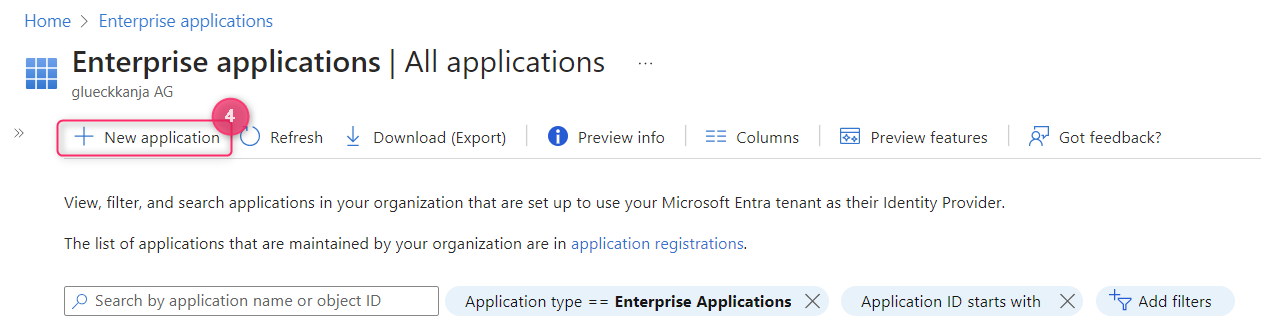 Home > Enterprise applications
Enterprise applications | All applications ...
glueckkanja AG
4
» New application Refresh Download (Export) Preview info Columns Preview features Got feedback?
View, filter, and search applications in your organization that are set up to use your Microsoft Entra tenant as their Identity Provider.
The list of applications that are maintained by your organization are in application registrations.
Search by application name or object ID Application type == Enterprise Applications Application ID starts with Add filters